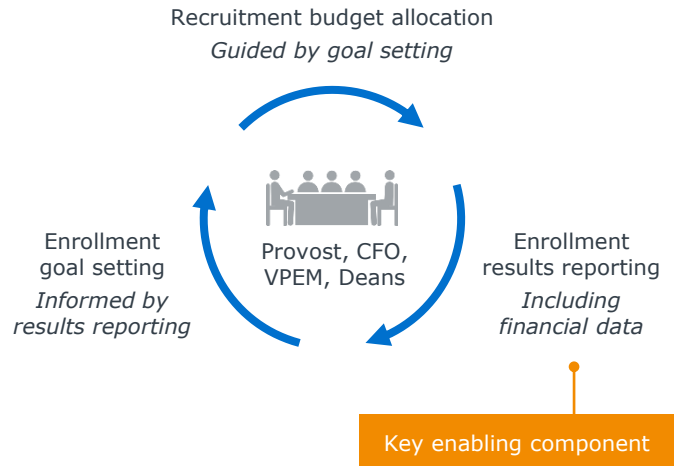 Recruitment budget allocation
Guided by goal setting
Provost, CFO,
VPEM, Deans
Enrollment
goal setting
Informed by
results reporting
Enrollment
results reporting
Including
financial data
Key enabling component